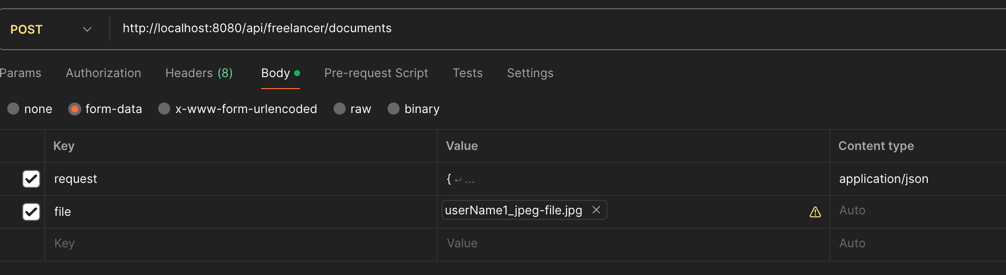 POST http://localhost:8080/api/freelancer/documents
Params Authorization Headers (8) Body Pre-request Script Tests Settings
none form-data x-www-form-urlencoded raw binary
Key Value Content type
request { ↵ ... application/json
file userName1_jpeg-file.jpg × Auto
Key Value Auto